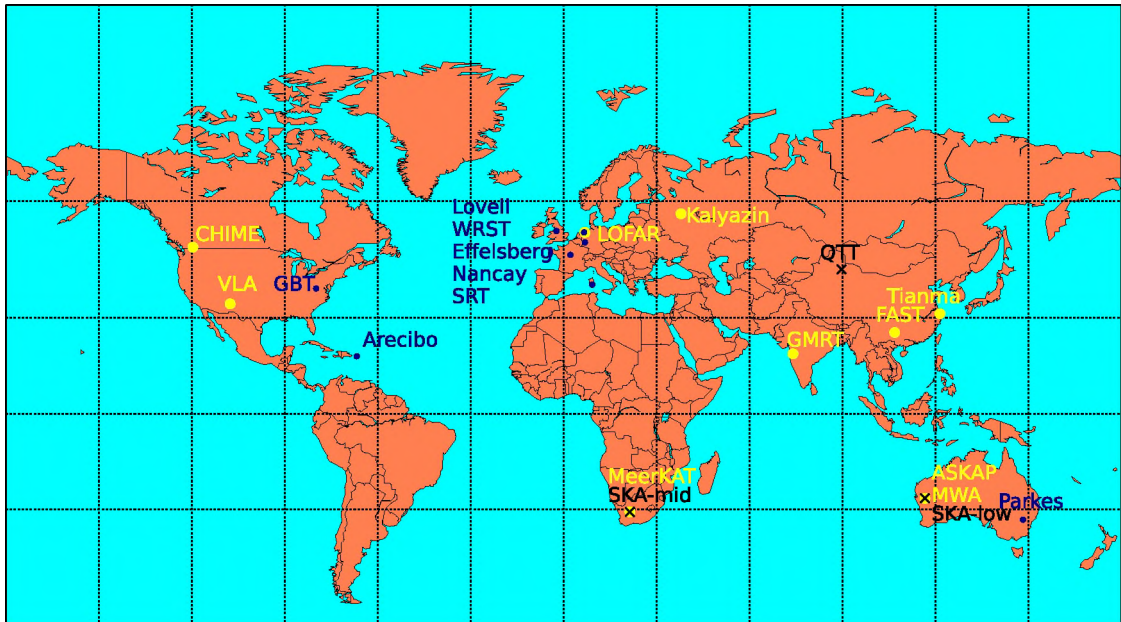 Lovell
WRST
Effelsberg
Nancay
SRT
Kalyazin
CHIME
LOFAR
QTT
VLA
GBT
Tianma
FAST
Arecibo
GMRT
MeerKAT
SKA-mid
ASKAP
MWA
SKA-low
Parkes